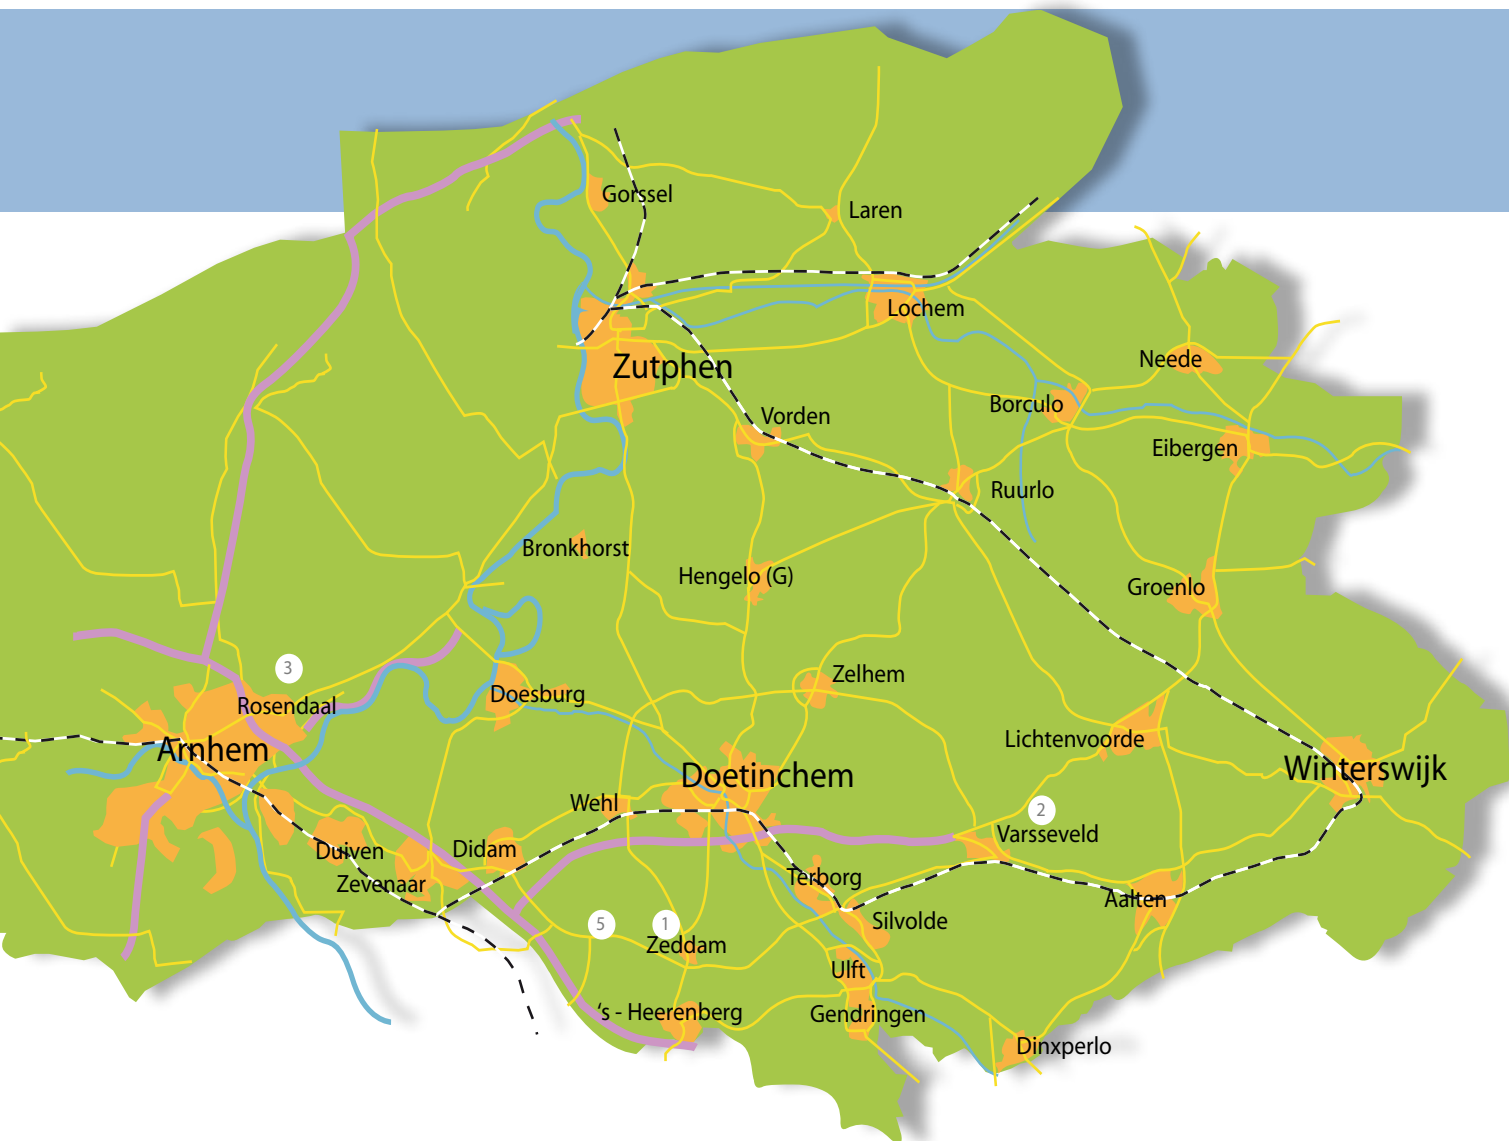 Gorssel
Laren
Lochem
Zutphen
Neede
Borculo
Vorden
Eibergen
Ruurlo
Bronkhorst
Hengelo (G)
Groenlo
3
Zelhem
Doesburg
Rosendaal
Lichtenvoorde
Arnhem
Doetinchem
Winterswijk
Wehl
2
Varsseveld
Duiven
Didam
Zevenaar
Terborg
Aalten
5
1
Silvolde
Zeddam
Ulft
‘s - Heerenberg
Gendringen
Dinxperlo